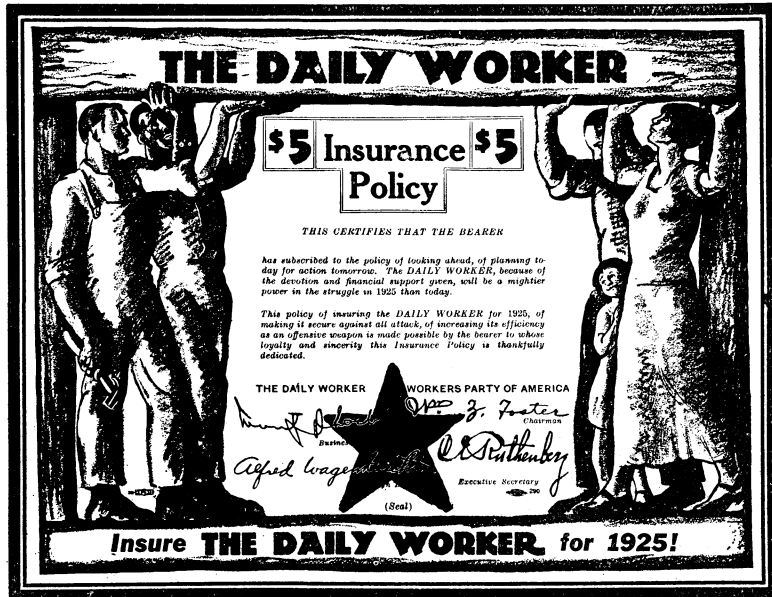 THE DAILY WORKER
$5 Insurance $5
Policy
THIS CERTIFIES THAT THE BEARER
has subscribed to the policy of looking ahead, of planning to-
day for action tomorrow. The DAILY WORKER, because of
the devotion and financial support given, will be a mightier
power in the struggle in 1925 than today.
This policy of insuring the DAILY WORKER for 1925, of
making it secure against all attack, of increasing its efficiency
as an offensive weapon is made possible by the bearer to whose
loyalty and sincerity this Insurance Policy is thankfully
dedicated.
THE DAILY WORKER WORKERS PARTY OF AMERICA
Wm. Z. Foster
Chairman
Alfred C. E. Ruthenberg
Executive Secretary
290
(Seal)
Insure THE DAILY WORKER for 1925!